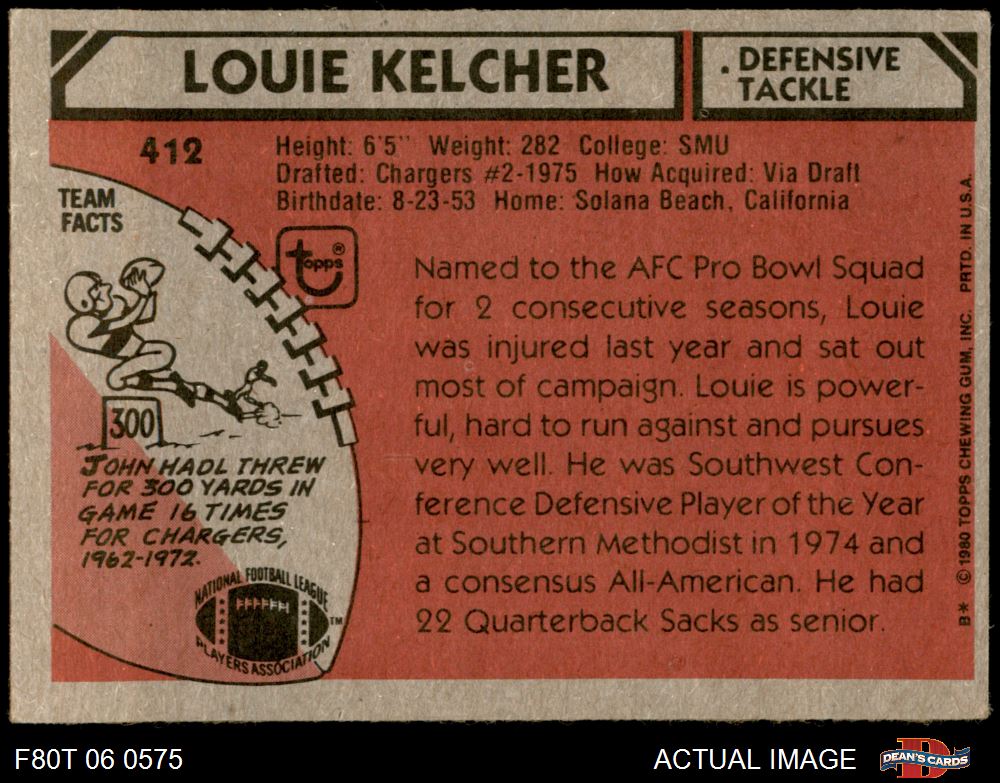 LOUIE KELCHER
. DEFENSIVE
TACKLE
412
Height: 6'5" Weight: 282 College: SMU
Drafted: Chargers #2-1975 How Acquired: Via Draft
Birthdate: 8-23-53 Home: Solana Beach, California
TEAM
FACTS
topps®
Named to the AFC Pro Bowl Squad
for 2 consecutive seasons, Louie
was injured last year and sat out
most of campaign. Louie is power-
ful, hard to run against and pursues
very well. He was Southwest Con-
ference Defensive Player of the Year
at Southern Methodist in 1974 and
a consensus All-American. He had
22 Quarterback Sacks as senior.
300
JOHN HADL THREW
FOR 300 YARDS IN
GAME 16 TIMES
FOR CHARGERS,
1962-1972.
NATIONAL FOOTBALL LEAGUE
PLAYERS ASSOCIATION
TM
B* © 1980 TOPPS CHEWING GUM, INC. PRTD. IN U.S.A.
F80T 06 0575
ACTUAL IMAGE
D
DEAN'S CARDS